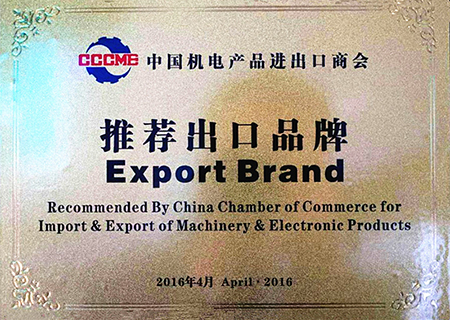 CCCME 中国机电产品进出口商会
推荐出口品牌
Export Brand
Recommended By China Chamber of Commerce for
Import & Export of Machinery & Electronic Products
2016年4月 April · 2016